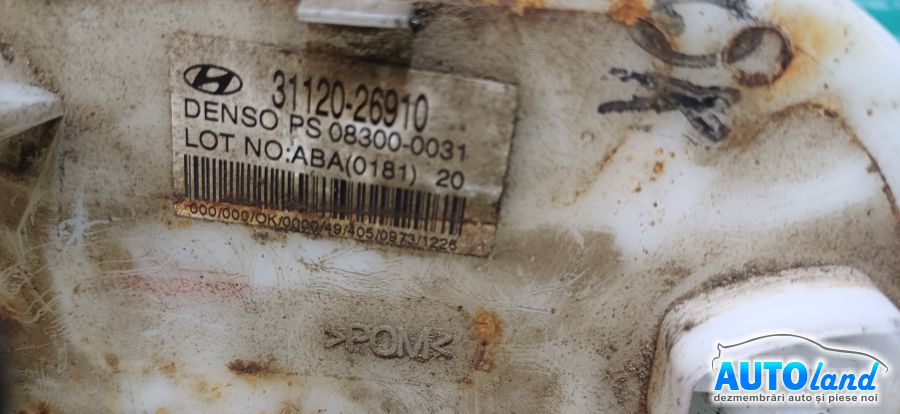 31120-26910
DENSO PS 08300-0031
LOT NO:ABA(0181) 20
000/000/OK/0000/49/405/0973/1226
>POM<
AUTOland
dezmembrări auto și piese noi